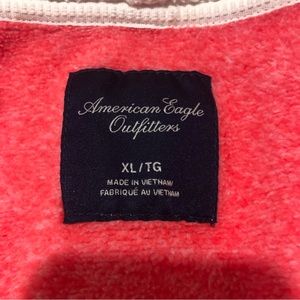 American Eagle
Outfitters
XL/TG
MADE IN VIETNAM
FABRIQUÉ AU VIETNAM